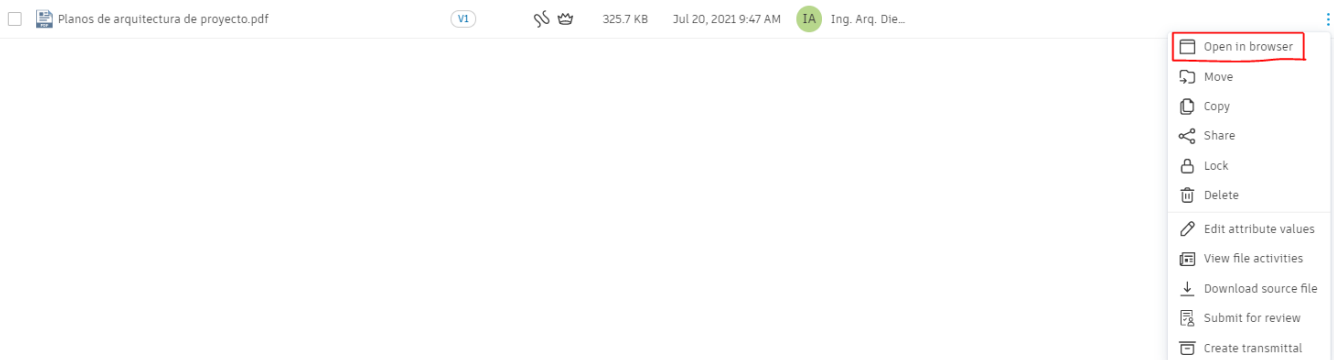 Planos de arquitectura de proyecto.pdf V1 325.7 KB Jul 20, 2021 9:47 AM IA Ing. Arq. Die...
Open in browser
Move
Copy
Share
Lock
Delete
Edit attribute values
View file activities
Download source file
Submit for review
Create transmittal